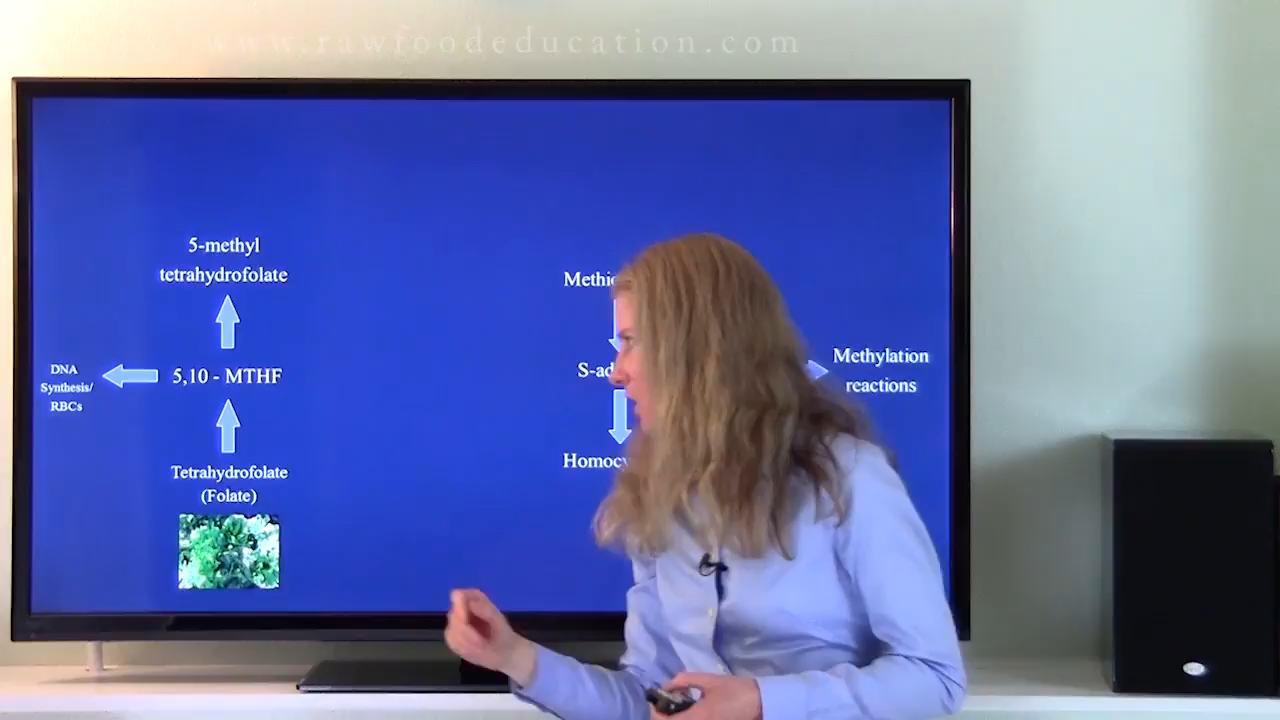 www.rawfoodeducation.com
5-methyl
tetrahydrofolate
DNA
Synthesis/
RBCs
5,10 - MTHF
Tetrahydrofolate
(Folate)
Methylation
reactions